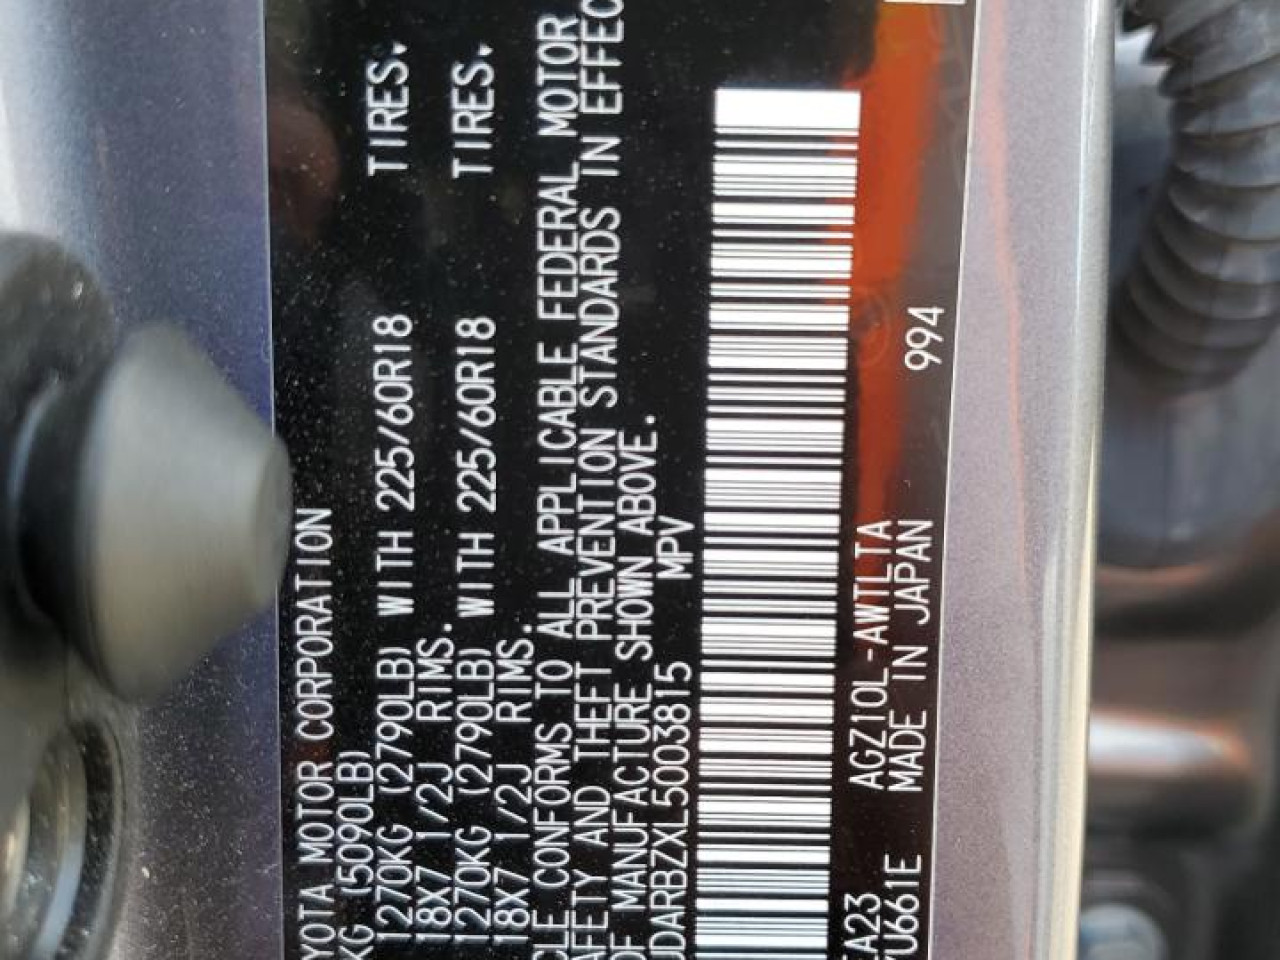 YOTA MOTOR CORPORATION
KG (5090LB)
1270KG (2790LB) WITH 225/60R18 TIRES.
18X7 1/2J RIMS.
1270KG (2790LB) WITH 225/60R18 TIRES.
18X7 1/2J RIMS.
CLE CONFORMS TO ALL APPLICABLE FEDERAL MOTOR
AFETY AND THEFT PREVENTION STANDARDS IN EFFEC
OF MANUFACTURE SHOWN ABOVE.
JDARBZXL5003815 MPV
EA23 AGZ10L-AWTLTA
U661E MADE IN JAPAN 994